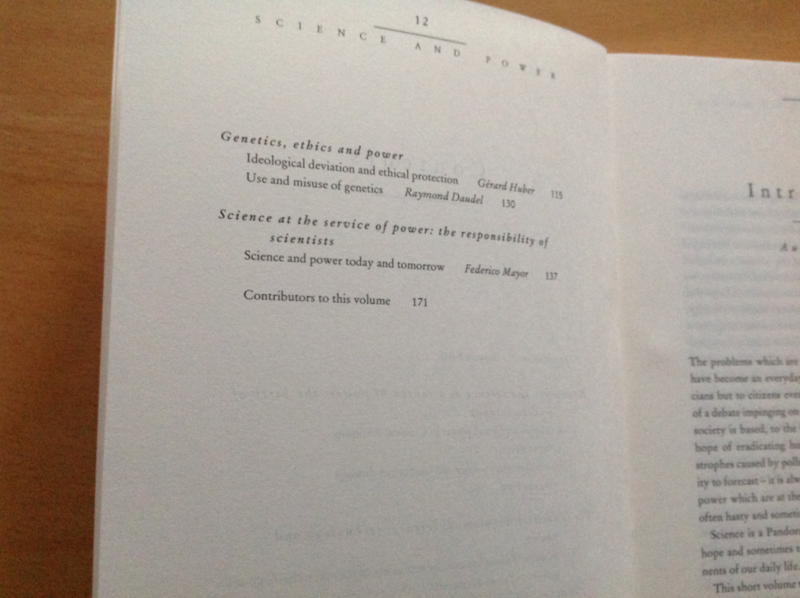 12
SCIENCE AND POWER
Genetics, ethics and power
Ideological deviation and ethical protection Gérard Huber 115
Use and misuse of genetics Raymond Daudel 130
Science at the service of power: the responsibility of
scientists
Science and power today and tomorrow Federico Mayor 137
Contributors to this volume 171
Intr
Au
The problems which are
have become an everyday
cians but to citizens eve
of a debate impinging on
society is based, to the
hope of eradicating hu
strophes caused by poll
ity to forecast – it is alw
power which are at the
often hasty and someti
Science is a Pandor
hope and sometimes t
nents of our daily life.
This short volume